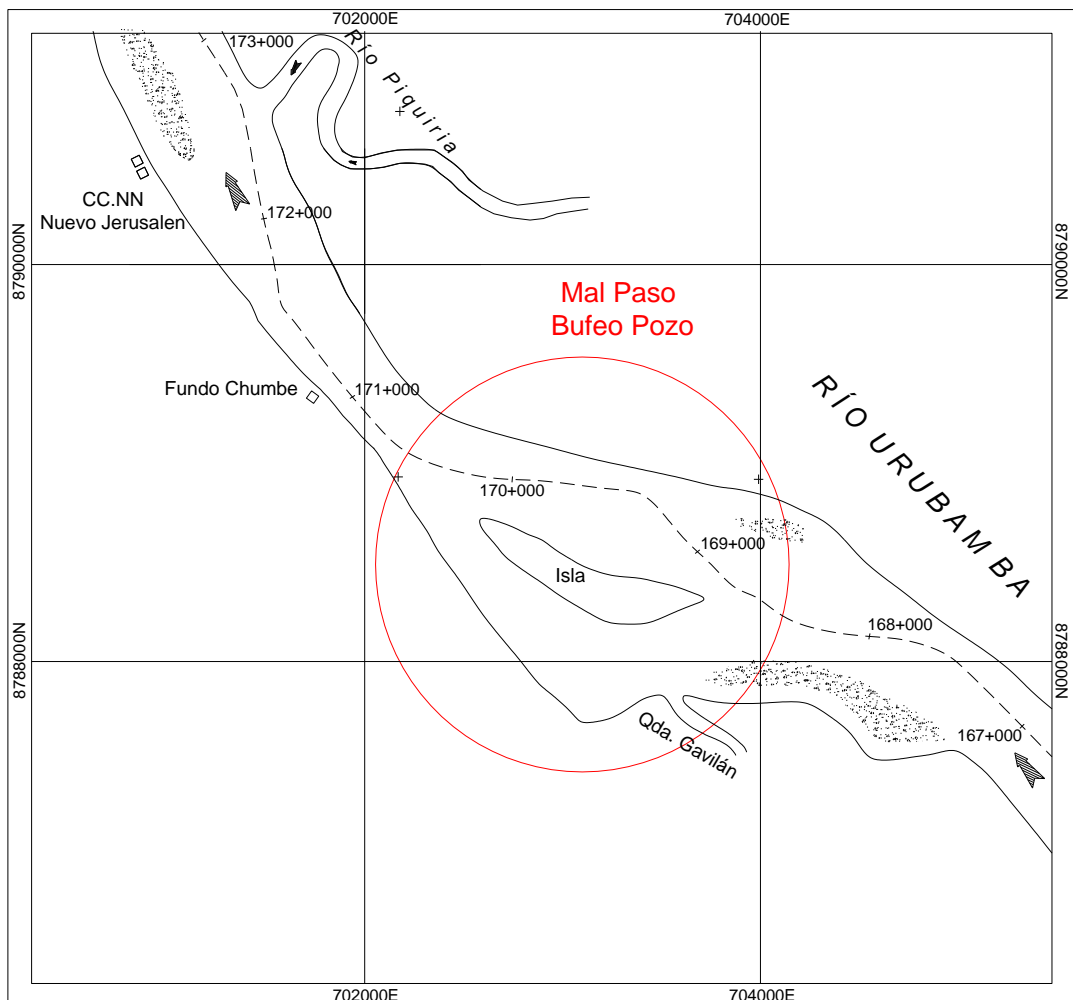 702000E
704000E
173+000
Río Piquiria
CC.NN
Nuevo Jerusalen
172+000
8790000N
8790000N
Mal Paso
Bufeo Pozo
Fundo Chumbe
171+000
RÍO URUBAMBA
170+000
169+000
Isla
168+000
8788000N
8788000N
Qda. Gavilán
167+000
702000E
704000E